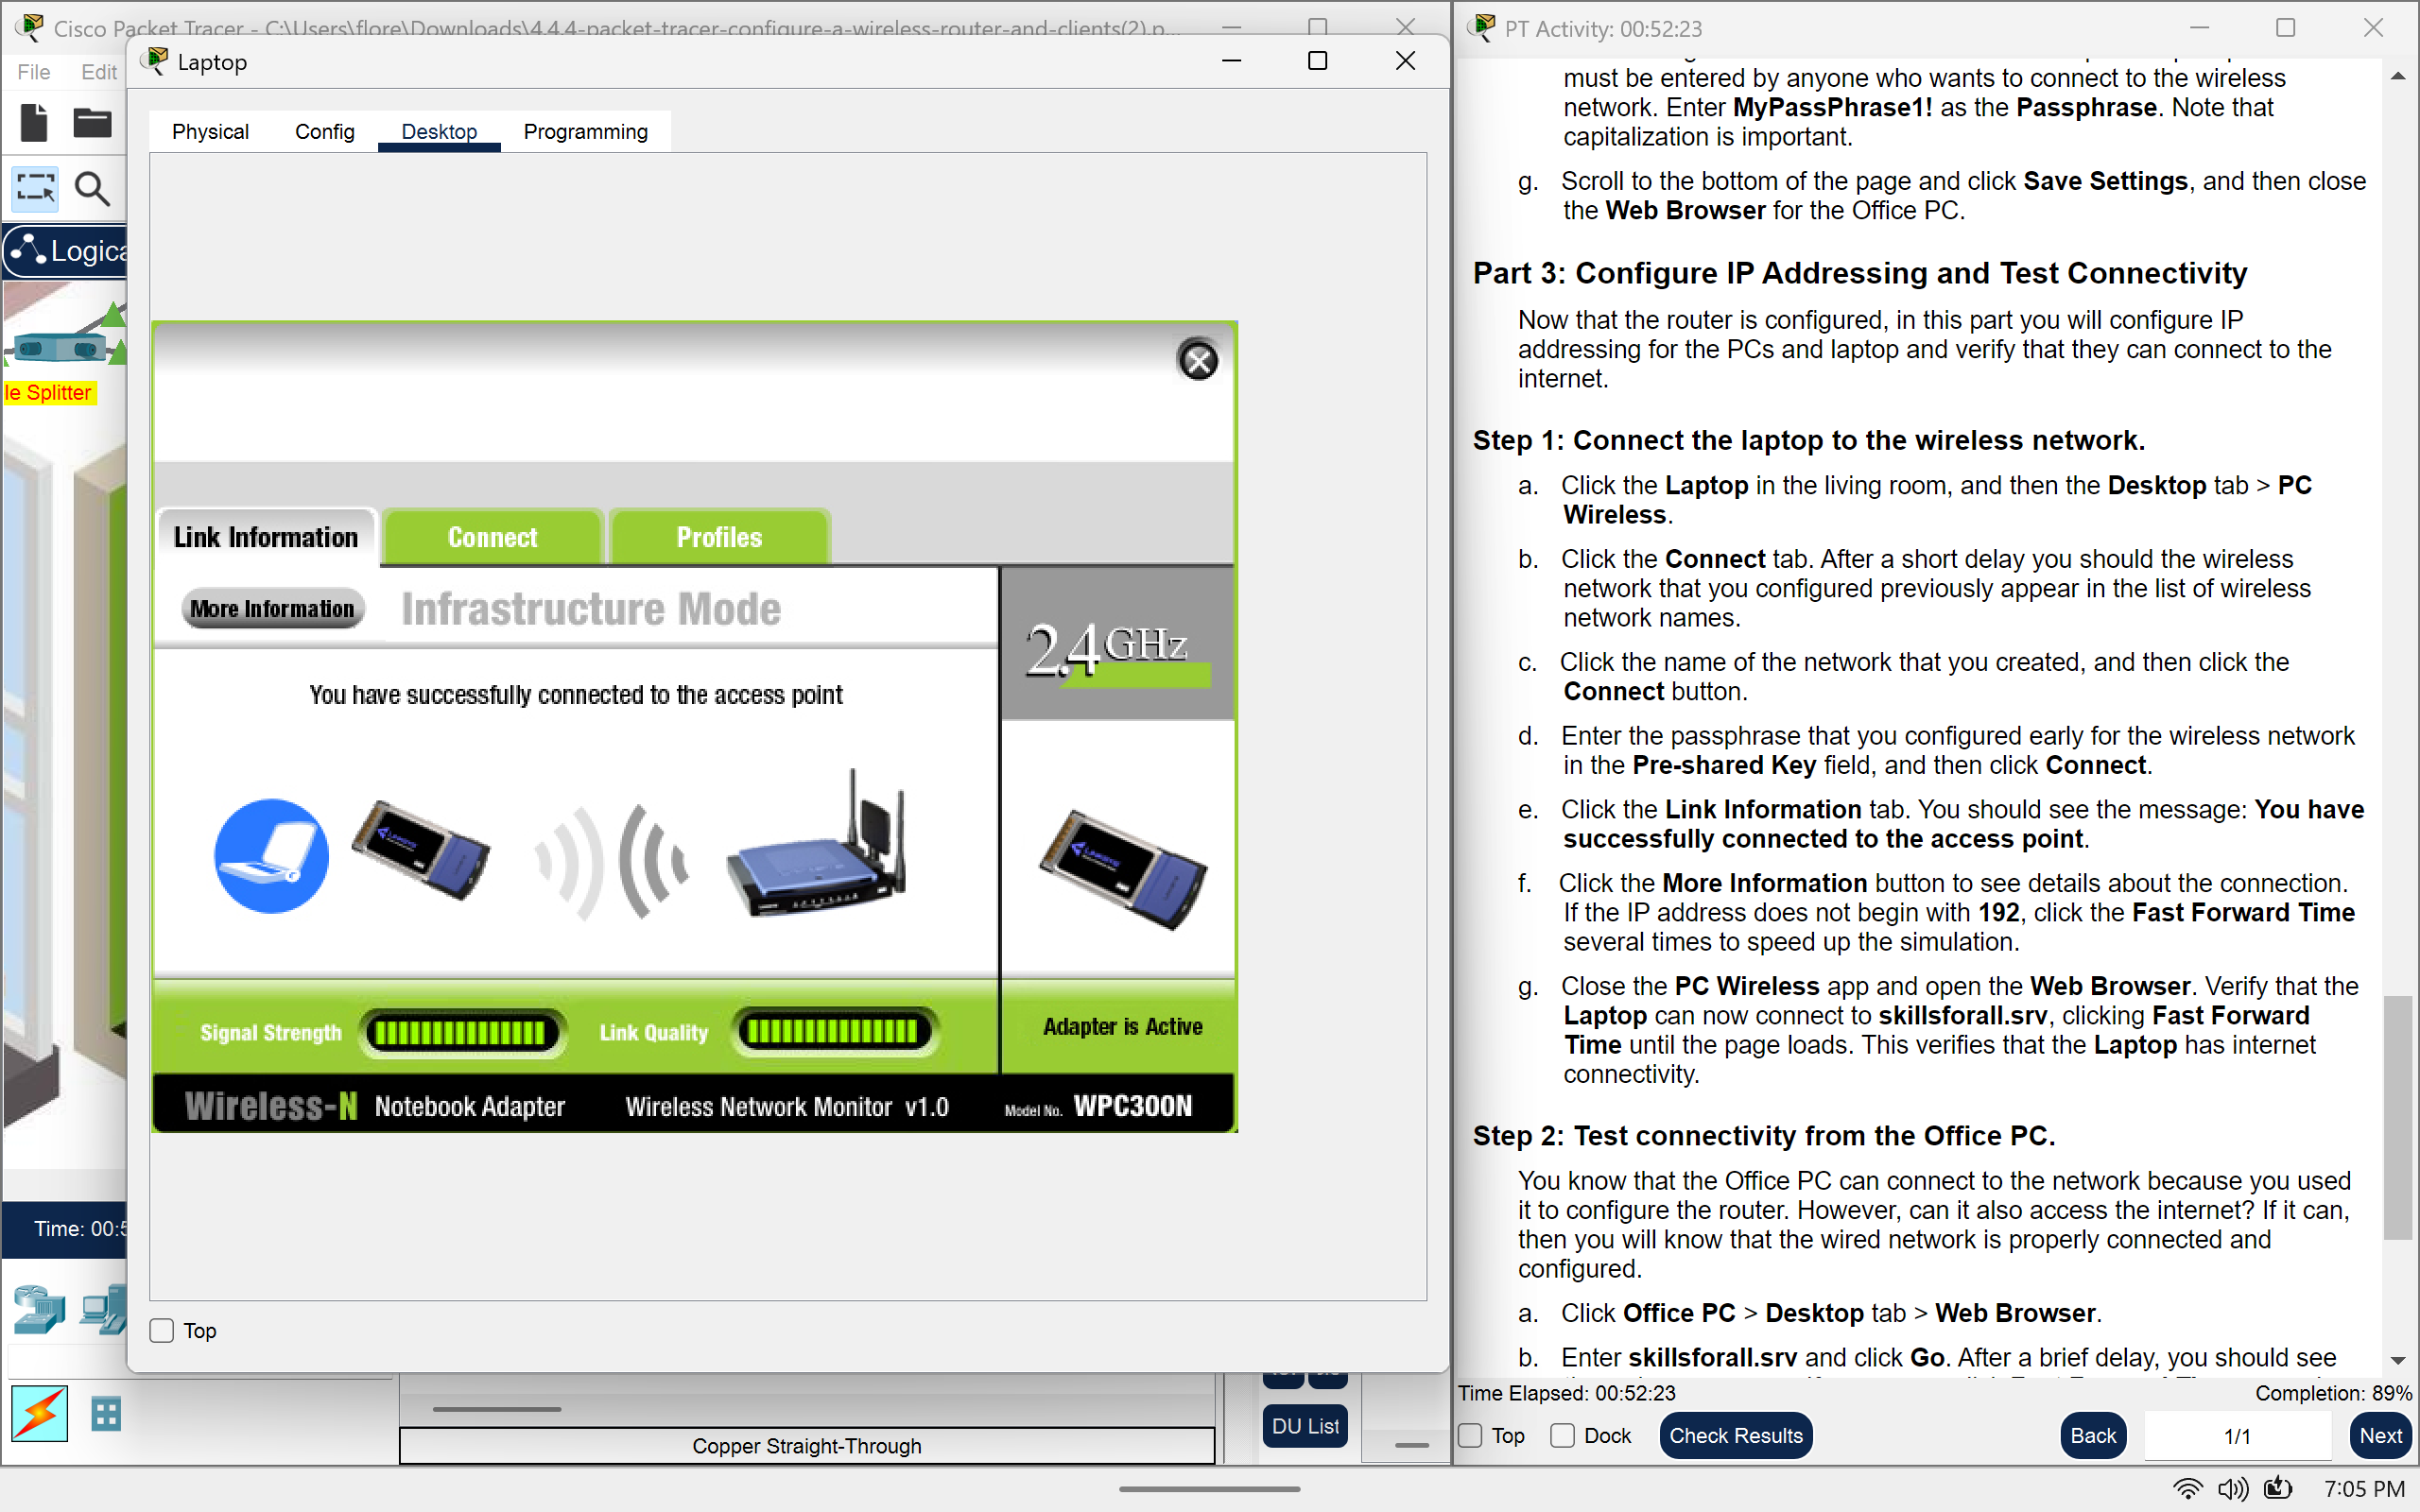 Cisco Packet Tracer - C:\Users\flore\Downloads\4.4.4-packet-tracer-configure-a-wireless-router-and-clients(2).p...
File Edit
Logica
le Splitter
Time: 00:5
Laptop
Physical Config Desktop Programming
Link Information Connect Profiles
More Information Infrastructure Mode
2.4GHz
You have successfully connected to the access point
Signal Strength Link Quality Adapter is Active
Wireless-N Notebook Adapter Wireless Network Monitor v1.0 Model No. WPC300N
Top
DU List
Copper Straight-Through
PT Activity: 00:52:23
must be entered by anyone who wants to connect to the wireless
network. Enter MyPassPhrase1! as the Passphrase. Note that
capitalization is important.
g. Scroll to the bottom of the page and click Save Settings, and then close
the Web Browser for the Office PC.
Part 3: Configure IP Addressing and Test Connectivity
Now that the router is configured, in this part you will configure IP
addressing for the PCs and laptop and verify that they can connect to the
internet.
Step 1: Connect the laptop to the wireless network.
a. Click the Laptop in the living room, and then the Desktop tab > PC
Wireless.
b. Click the Connect tab. After a short delay you should the wireless
network that you configured previously appear in the list of wireless
network names.
c. Click the name of the network that you created, and then click the
Connect button.
d. Enter the passphrase that you configured early for the wireless network
in the Pre-shared Key field, and then click Connect.
e. Click the Link Information tab. You should see the message: You have
successfully connected to the access point.
f. Click the More Information button to see details about the connection.
If the IP address does not begin with 192, click the Fast Forward Time
several times to speed up the simulation.
g. Close the PC Wireless app and open the Web Browser. Verify that the
Laptop can now connect to skillsforall.srv, clicking Fast Forward
Time until the page loads. This verifies that the Laptop has internet
connectivity.
Step 2: Test connectivity from the Office PC.
You know that the Office PC can connect to the network because you used
it to configure the router. However, can it also access the internet? If it can,
then you will know that the wired network is properly connected and
configured.
a. Click Office PC > Desktop tab > Web Browser.
b. Enter skillsforall.srv and click Go. After a brief delay, you should see
Time Elapsed: 00:52:23 Completion: 89%
Top Dock Check Results Back 1/1 Next
7:05 PM